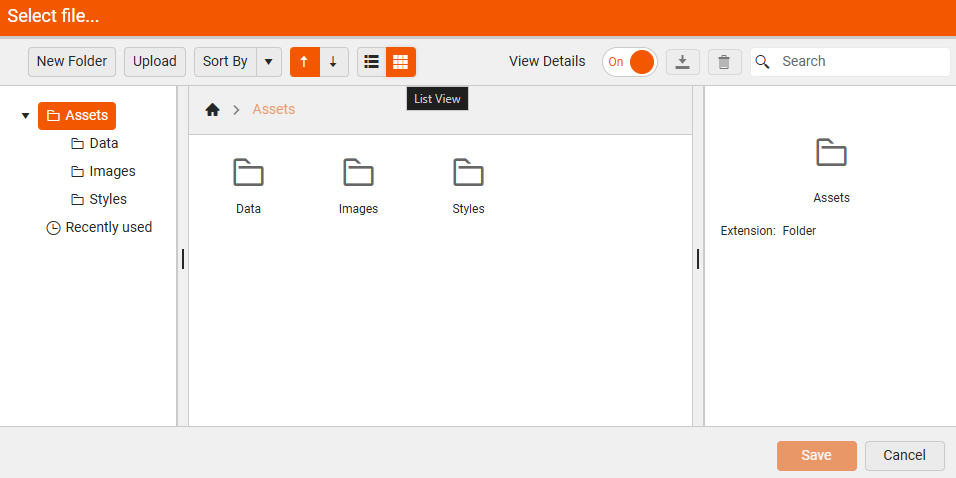 Select file...
New Folder Upload Sort By View Details On Search
List View
Assets
Data
Images
Styles
Recently used
Assets
Data Images Styles
Assets
Extension: Folder
Save Cancel